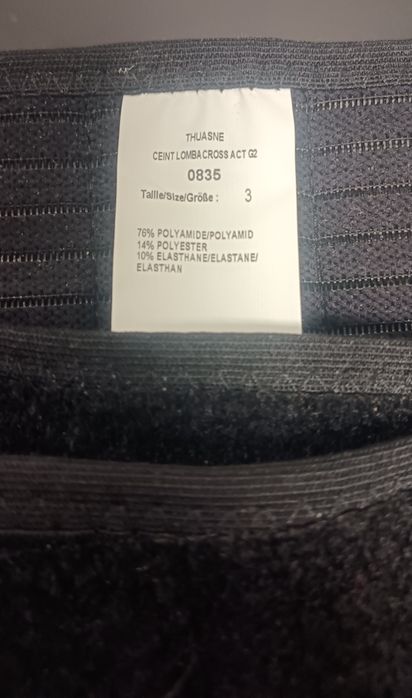 THUASNE
CEINT LOMBACROSS ACT G2
0835
Taille/Size/Größe : 3
76% POLYAMIDE/POLYAMID
14% POLYESTER
10% ELASTHANE/ELASTANE/
ELASTHAN